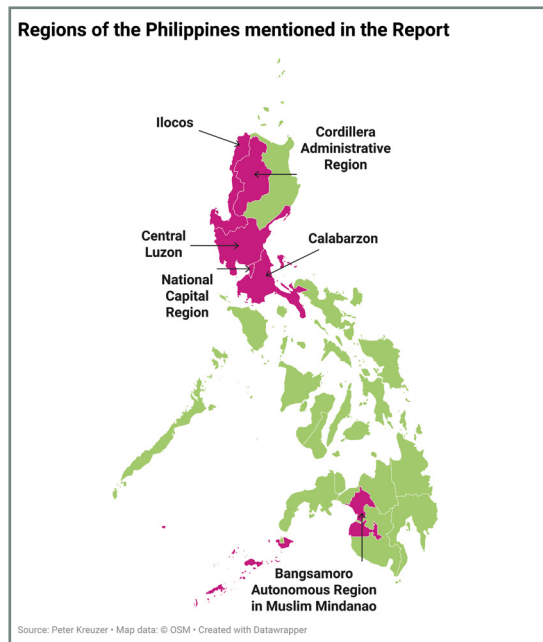 Regions of the Philippines mentioned in the Report
Ilocos
Cordillera
Administrative
Region
Central
Luzon
Calabarzon
National
Capital
Region
Bangsamoro
Autonomous Region
in Muslim Mindanao
Source: Peter Kreuzer • Map data: © OSM • Created with Datawrapper